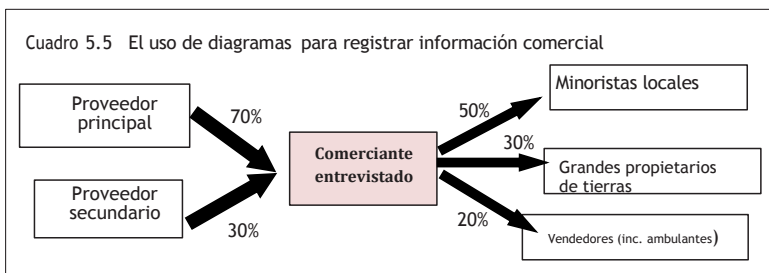 Cuadro 5.5 El uso de diagramas para registrar información comercial
Proveedor
principal
70%
Proveedor
secundario
30%
Comerciante
entrevistado
50%
Minoristas locales
30%
Grandes propietarios
de tierras
20%
Vendedores (inc. ambulantes)